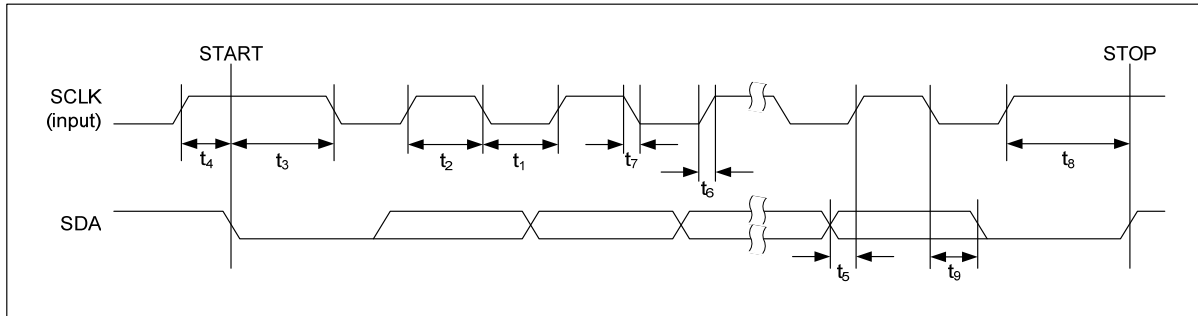 START
STOP
SCLK
(input)
t4
t3
t2
t1
t7
t6
t8
SDA
t5
t9